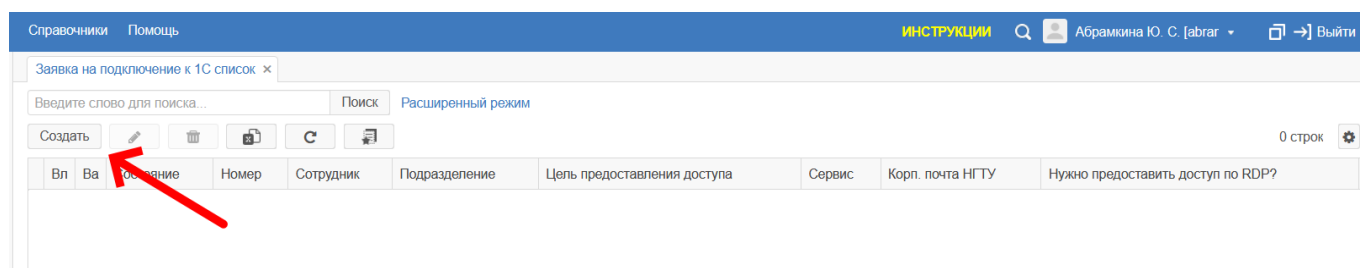 Справочники Помощь ИНСТРУКЦИИ Абрамкина Ю. С. [abrar Выйти
Заявка на подключение к 1С список ×
Введите слово для поиска... Поиск Расширенный режим
Создать 0 строк
Вл Ва Состояние Номер Сотрудник Подразделение Цель предоставления доступа Сервис Корп. почта НГТУ Нужно предоставить доступ по RDP?